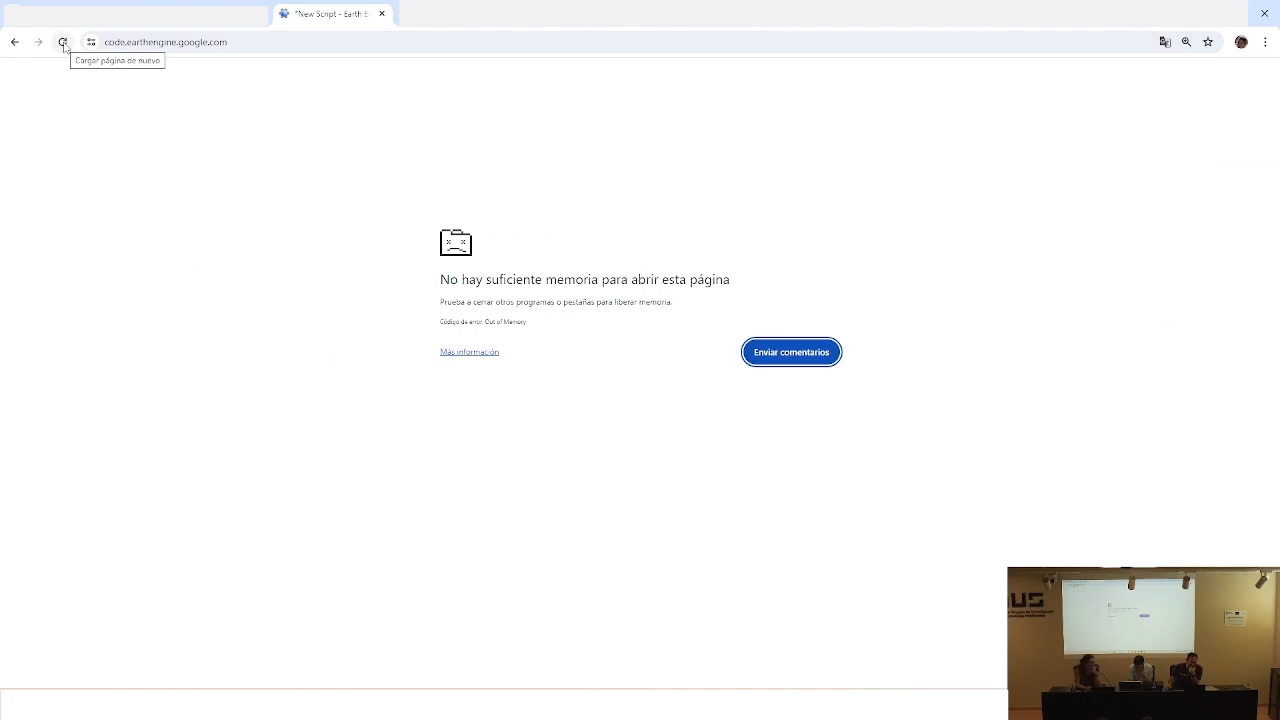 *New Script - Earth E
code.earthengine.google.com
Cargar página de nuevo
No hay suficiente memoria para abrir esta página
Prueba a cerrar otros programas o pestañas para liberar memoria.
Código de error: Out of Memory
Más información
Enviar comentarios